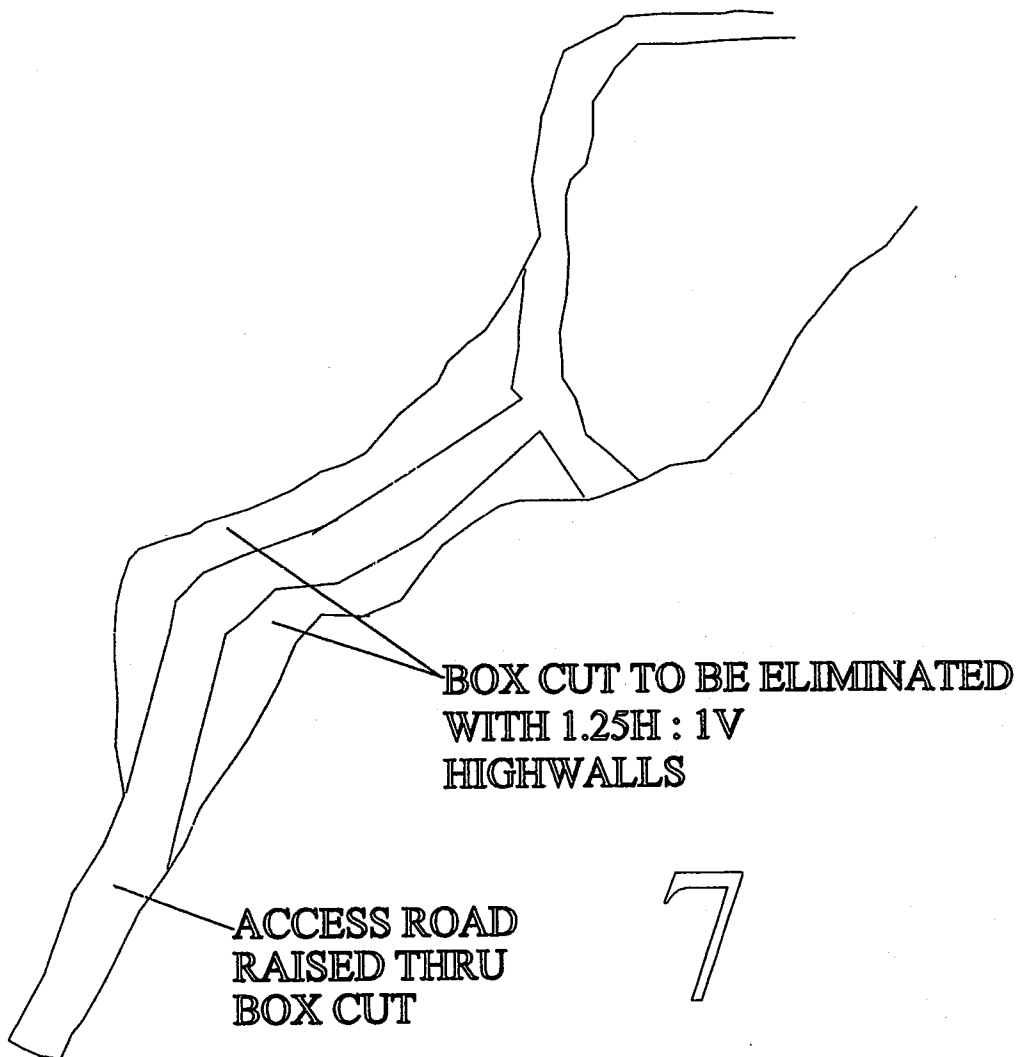 BOX CUT TO BE ELIMINATED
WITH 1.25H : 1V
HIGHWALLS
7
ACCESS ROAD
RAISED THRU
BOX CUT